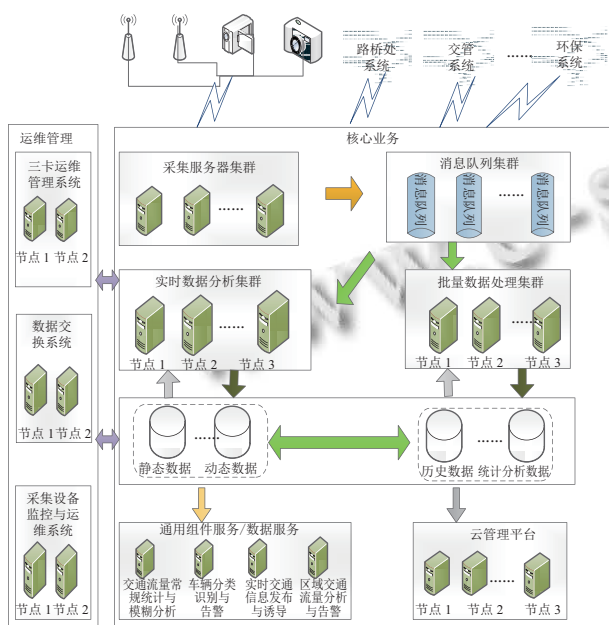 路桥处
系统
交管
系统
......
环保
系统
运维管理
核心业务
三卡运维
管理系统
节点 1 节点 2
数据交
换系统
节点 1节点 2
采集设备
监控与运
维系统
节点 1 节点 2
采集服务器集群
......
消息队列集群
消息队列
消息队列
......
消息队列
实时数据分析集群
......
节点 1 节点 2 节点 3
批量数据处理集群
......
节点 1 节点 2 节点 3
......
静态数据 动态数据
......
历史数据 统计分析数据
通用组件服务/数据服务
交通流量常
规统计与
模糊分析
车辆分类
识别与
告警
实时交通
信息发布
与诱导
区域交通
流量分析
与告警
云管理平台
......
节点 1 节点 2 节点 3